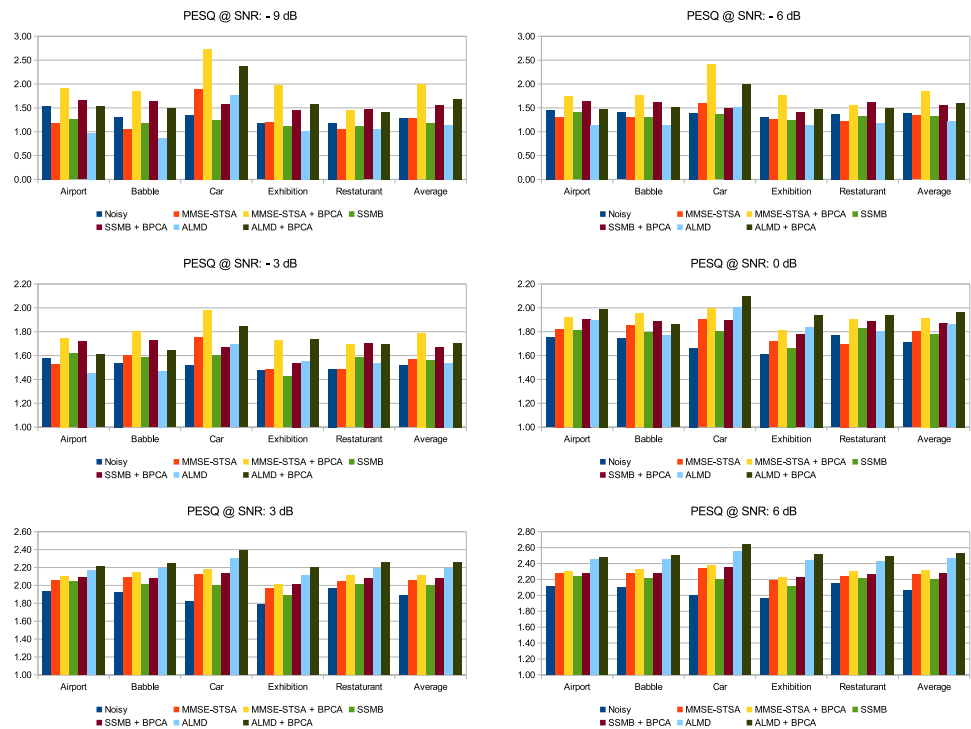 PESQ @ SNR: - 9 dB
3.00
2.50
2.00
1.50
1.00
0.50
0.00
Airport Babble Car Exhibition Restaturant Average
Noisy MMSE-STSA MMSE-STSA + BPCA SSMB
SSMB + BPCA ALMD ALMD + BPCA
PESQ @ SNR: - 6 dB
3.00
2.50
2.00
1.50
1.00
0.50
0.00
Airport Babble Car Exhibition Restaturant Average
Noisy MMSE-STSA MMSE-STSA + BPCA SSMB
SSMB + BPCA ALMD ALMD + BPCA
PESQ @ SNR: - 3 dB
2.20
2.00
1.80
1.60
1.40
1.20
1.00
Airport Babble Car Exhibition Restaturant Average
Noisy MMSE-STSA MMSE-STSA + BPCA SSMB
SSMB + BPCA ALMD ALMD + BPCA
PESQ @ SNR: 0 dB
2.20
2.00
1.80
1.60
1.40
1.20
1.00
Airport Babble Car Exhibition Restaturant Average
Noisy MMSE-STSA MMSE-STSA + BPCA SSMB
SSMB + BPCA ALMD ALMD + BPCA
PESQ @ SNR: 3 dB
2.60
2.40
2.20
2.00
1.80
1.60
1.40
1.20
1.00
Airport Babble Car Exhibition Restaturant Average
Noisy MMSE-STSA MMSE-STSA + BPCA SSMB
SSMB + BPCA ALMD ALMD + BPCA
PESQ @ SNR: 6 dB
2.80
2.60
2.40
2.20
2.00
1.80
1.60
1.40
1.20
1.00
Airport Babble Car Exhibition Restaturant Average
Noisy MMSE-STSA MMSE-STSA + BPCA SSMB
SSMB + BPCA ALMD ALMD + BPCA